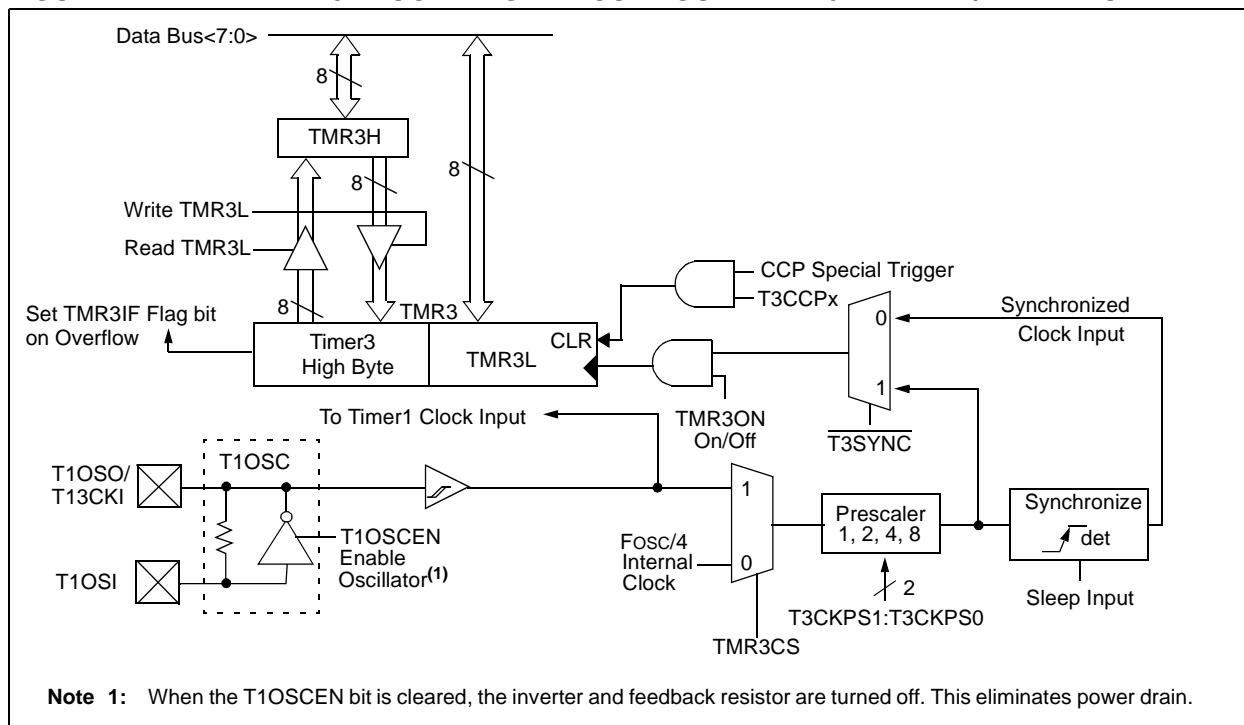 Data Bus<7:0>
8
TMR3H
8
8
Write TMR3L
Read TMR3L
8
CCP Special Trigger
T3CCPx
Set TMR3IF Flag bit
on Overflow
TMR3
Timer3
High Byte
TMR3L
CLR
0
1
Synchronized
Clock Input
TMR3ON
On/Off
T3SYNC
To Timer1 Clock Input
T1OSO/
T13CKI
T1OSC
T1OSCEN
Enable
Oscillator(1)
T1OSI
1
0
FOSC/4
Internal
Clock
TMR3CS
Prescaler
1, 2, 4, 8
2
T3CKPS1:T3CKPS0
Synchronize
det
Sleep Input
Note 1: When the T1OSCEN bit is cleared, the inverter and feedback resistor are turned off. This eliminates power drain.